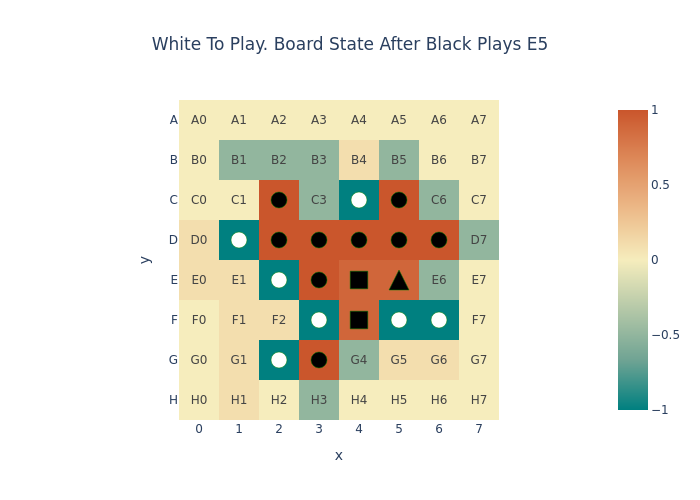 White To Play. Board State After Black Plays E5
A A0 A1 A2 A3 A4 A5 A6 A7
B B0 B1 B2 B3 B4 B5 B6 B7
C C0 C1 C3 C6 C7
D D0 D7
E E0 E1 E6 E7
F F0 F1 F2 F7
G G0 G1 G4 G5 G6 G7
H H0 H1 H2 H3 H4 H5 H6 H7
0 1 2 3 4 5 6 7
x
y
1
0.5
0
−0.5
−1